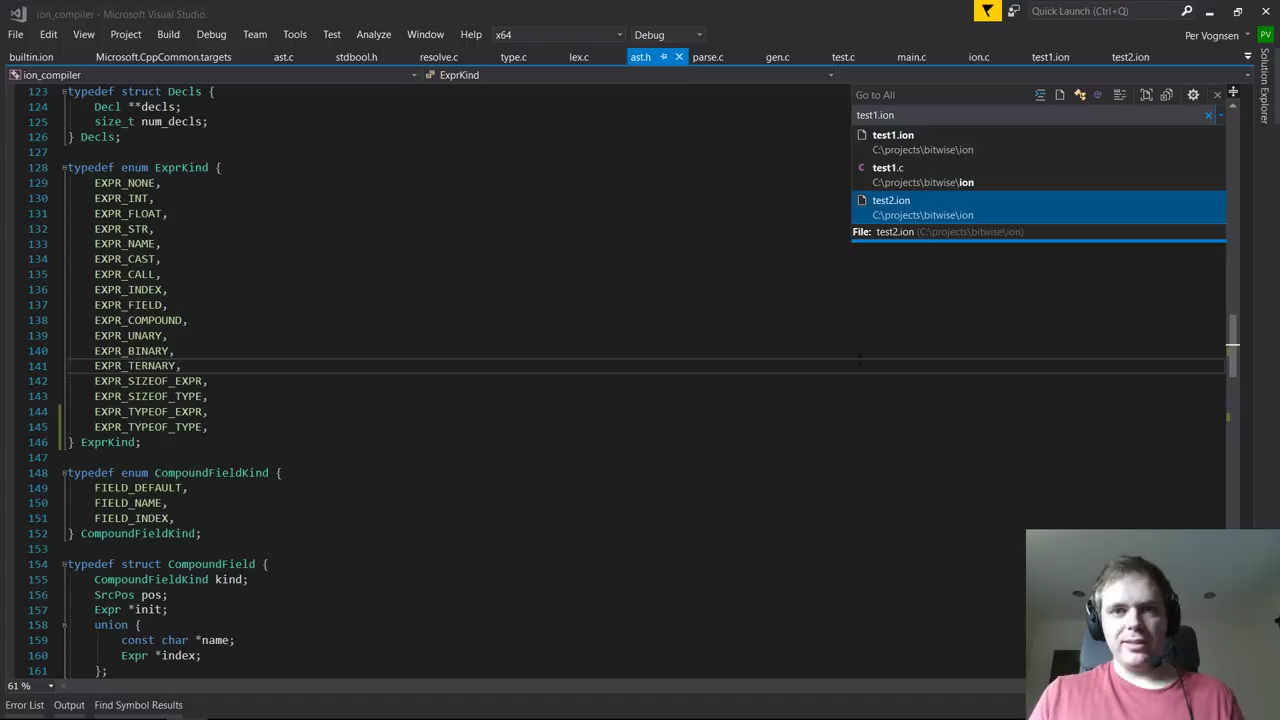 ion_compiler - Microsoft Visual Studio
Quick Launch (Ctrl+Q)
File Edit View Project Build Debug Team Tools Test Analyze Window Help x64 Debug Per Vognsen PV
builtin.ion Microsoft.CppCommon.targets ast.c stdbool.h resolve.c type.c lex.c ast.h parse.c gen.c test.c main.c ion.c test1.ion test2.ion
ion_compiler ExprKind
Solution Explorer
Go to All
test1.ion
test1.ion
C:\projects\bitwise\ion
test1.c
C:\projects\bitwise\ion
test2.ion
C:\projects\bitwise\ion
File: test2.ion (C:\projects\bitwise\ion)
123 typedef struct Decls {
124 Decl **decls;
125 size_t num_decls;
126 } Decls;
127
128 typedef enum ExprKind {
129 EXPR_NONE,
130 EXPR_INT,
131 EXPR_FLOAT,
132 EXPR_STR,
133 EXPR_NAME,
134 EXPR_CAST,
135 EXPR_CALL,
136 EXPR_INDEX,
137 EXPR_FIELD,
138 EXPR_COMPOUND,
139 EXPR_UNARY,
140 EXPR_BINARY,
141 EXPR_TERNARY,
142 EXPR_SIZEOF_EXPR,
143 EXPR_SIZEOF_TYPE,
144 EXPR_TYPEOF_EXPR,
145 EXPR_TYPEOF_TYPE,
146 } ExprKind;
147
148 typedef enum CompoundFieldKind {
149 FIELD_DEFAULT,
150 FIELD_NAME,
151 FIELD_INDEX,
152 } CompoundFieldKind;
153
154 typedef struct CompoundField {
155 CompoundFieldKind kind;
156 SrcPos pos;
157 Expr *init;
158 union {
159 const char *name;
160 Expr *index;
161 };
61 %
Error List Output Find Symbol Results